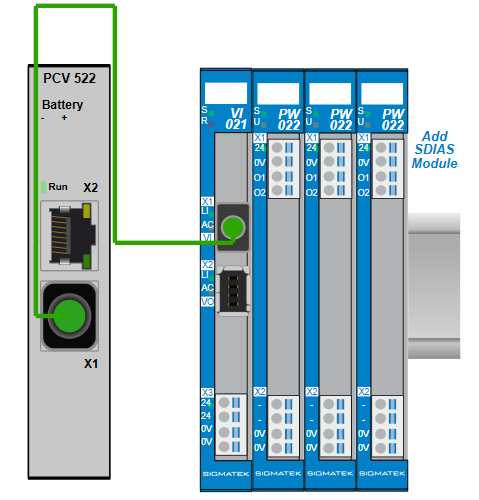 PCV 522
Battery
- +
Run X2
X1
S
R
VI
021
X1
LI
AC
VI
X2
LI
AC
VO
X3
24
24
0V
0V
SIGMATEK
S
U
PW
022
X1
24
0V
O1
O2
X2
-
-
0V
0V
SIGMATEK
S
U
PW
022
X1
24
0V
O1
O2
X2
-
-
0V
0V
SIGMATEK
S
U
PW
022
X1
24
0V
O1
O2
X2
-
-
0V
0V
SIGMATEK
Add
SDIAS
Module